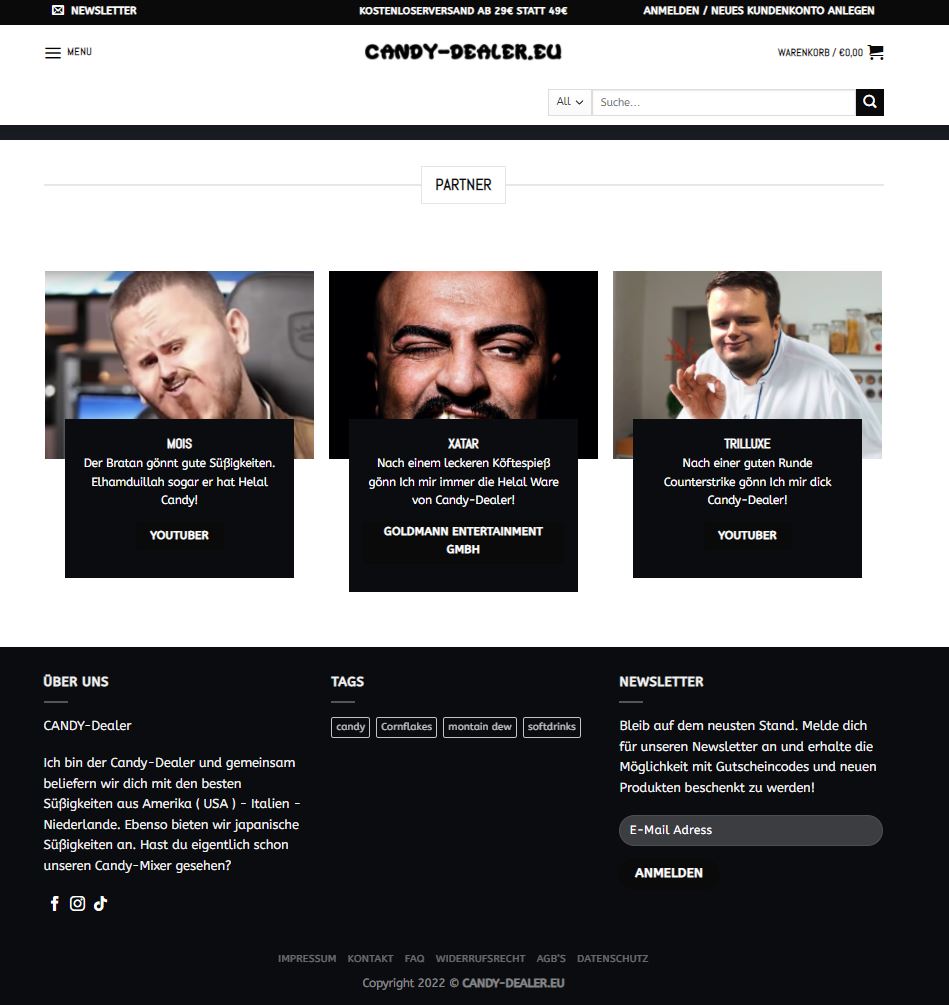 NEWSLETTER
KOSTENLOSERVERSAND AB 29€ STATT 49€
ANMELDEN / NEUES KUNDENKONTO ANLEGEN
MENU
CANDY-DEALER.EU
WARENKORB / €0,00
All
Suche...
PARTNER
MOIS
Der Bratan gönnt gute Süßigkeiten.
Elhamduillah sogar er hat Helal
Candy!
YOUTUBER
XATAR
Nach einem leckeren Köftespieß
gönn Ich mir immer die Helal Ware
von Candy-Dealer!
GOLDMANN ENTERTAINMENT
GMBH
TRILLUXE
Nach einer guten Runde
Counterstrike gönn Ich mir dick
Candy-Dealer!
YOUTUBER
ÜBER UNS
CANDY-Dealer
Ich bin der Candy-Dealer und gemeinsam
beliefern wir dich mit den besten
Süßigkeiten aus Amerika ( USA ) - Italien -
Niederlande. Ebenso bieten wir japanische
Süßigkeiten an. Hast du eigentlich schon
unseren Candy-Mixer gesehen?
TAGS
candy
Cornflakes
montain dew
softdrinks
NEWSLETTER
Bleib auf dem neusten Stand. Melde dich
für unseren Newsletter an und erhalte die
Möglichkeit mit Gutscheincodes und neuen
Produkten beschenkt zu werden!
E-Mail Adress
ANMELDEN
IMPRESSUM
KONTAKT
FAQ
WIDERRUFSRECHT
AGB'S
DATENSCHUTZ
Copyright 2022 © CANDY-DEALER.EU